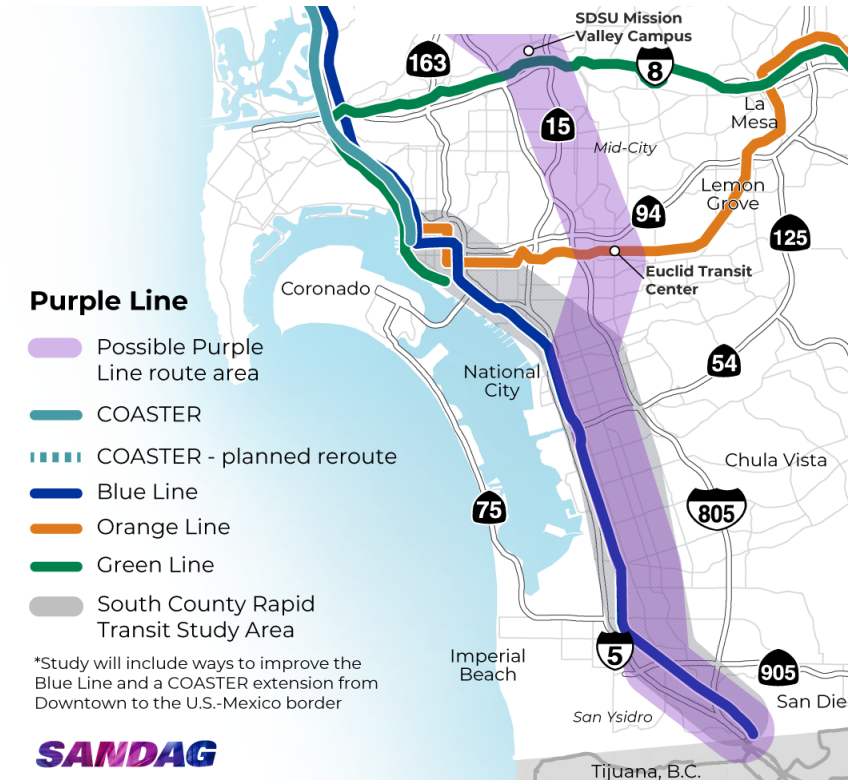 SDSU Mission
Valley Campus
163
8
15
La
Mesa
Mid-City
Lemon
Grove
94
125
Euclid Transit
Center
Coronado
Purple Line
Possible Purple
Line route area
COASTER
COASTER - planned reroute
Blue Line
Orange Line
Green Line
South County Rapid
Transit Study Area
*Study will include ways to improve the
Blue Line and a COASTER extension from
Downtown to the U.S.-Mexico border
SANDAG
National
City
54
Chula Vista
75
805
5
Imperial
Beach
905
San Die
San Ysidro
Tijuana, B.C.